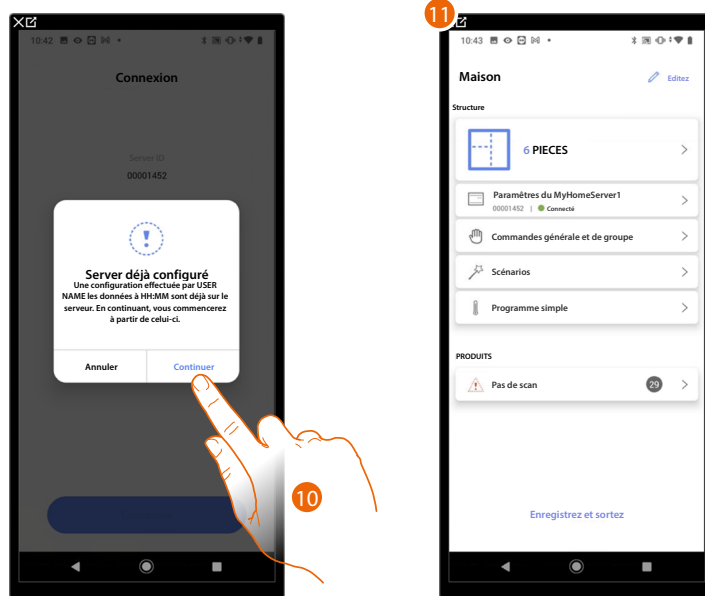 10:42
Connexion
Server ID
00001452
Server déjà configuré
Une configuration effectuée par USER
NAME les données à HH:MM sont déjà sur le
serveur. En continuant, vous commencerez
à partir de celui-ci.
Annuler
Continuer
10
11
10:43
Maison
Editez
Structure
6 PIECES
Paramètres du MyHomeServer1
00001452 | Connecté
Commandes générale et de groupe
Scénarios
Programme simple
PRODUITS
Pas de scan
29
Enregistrez et sortez